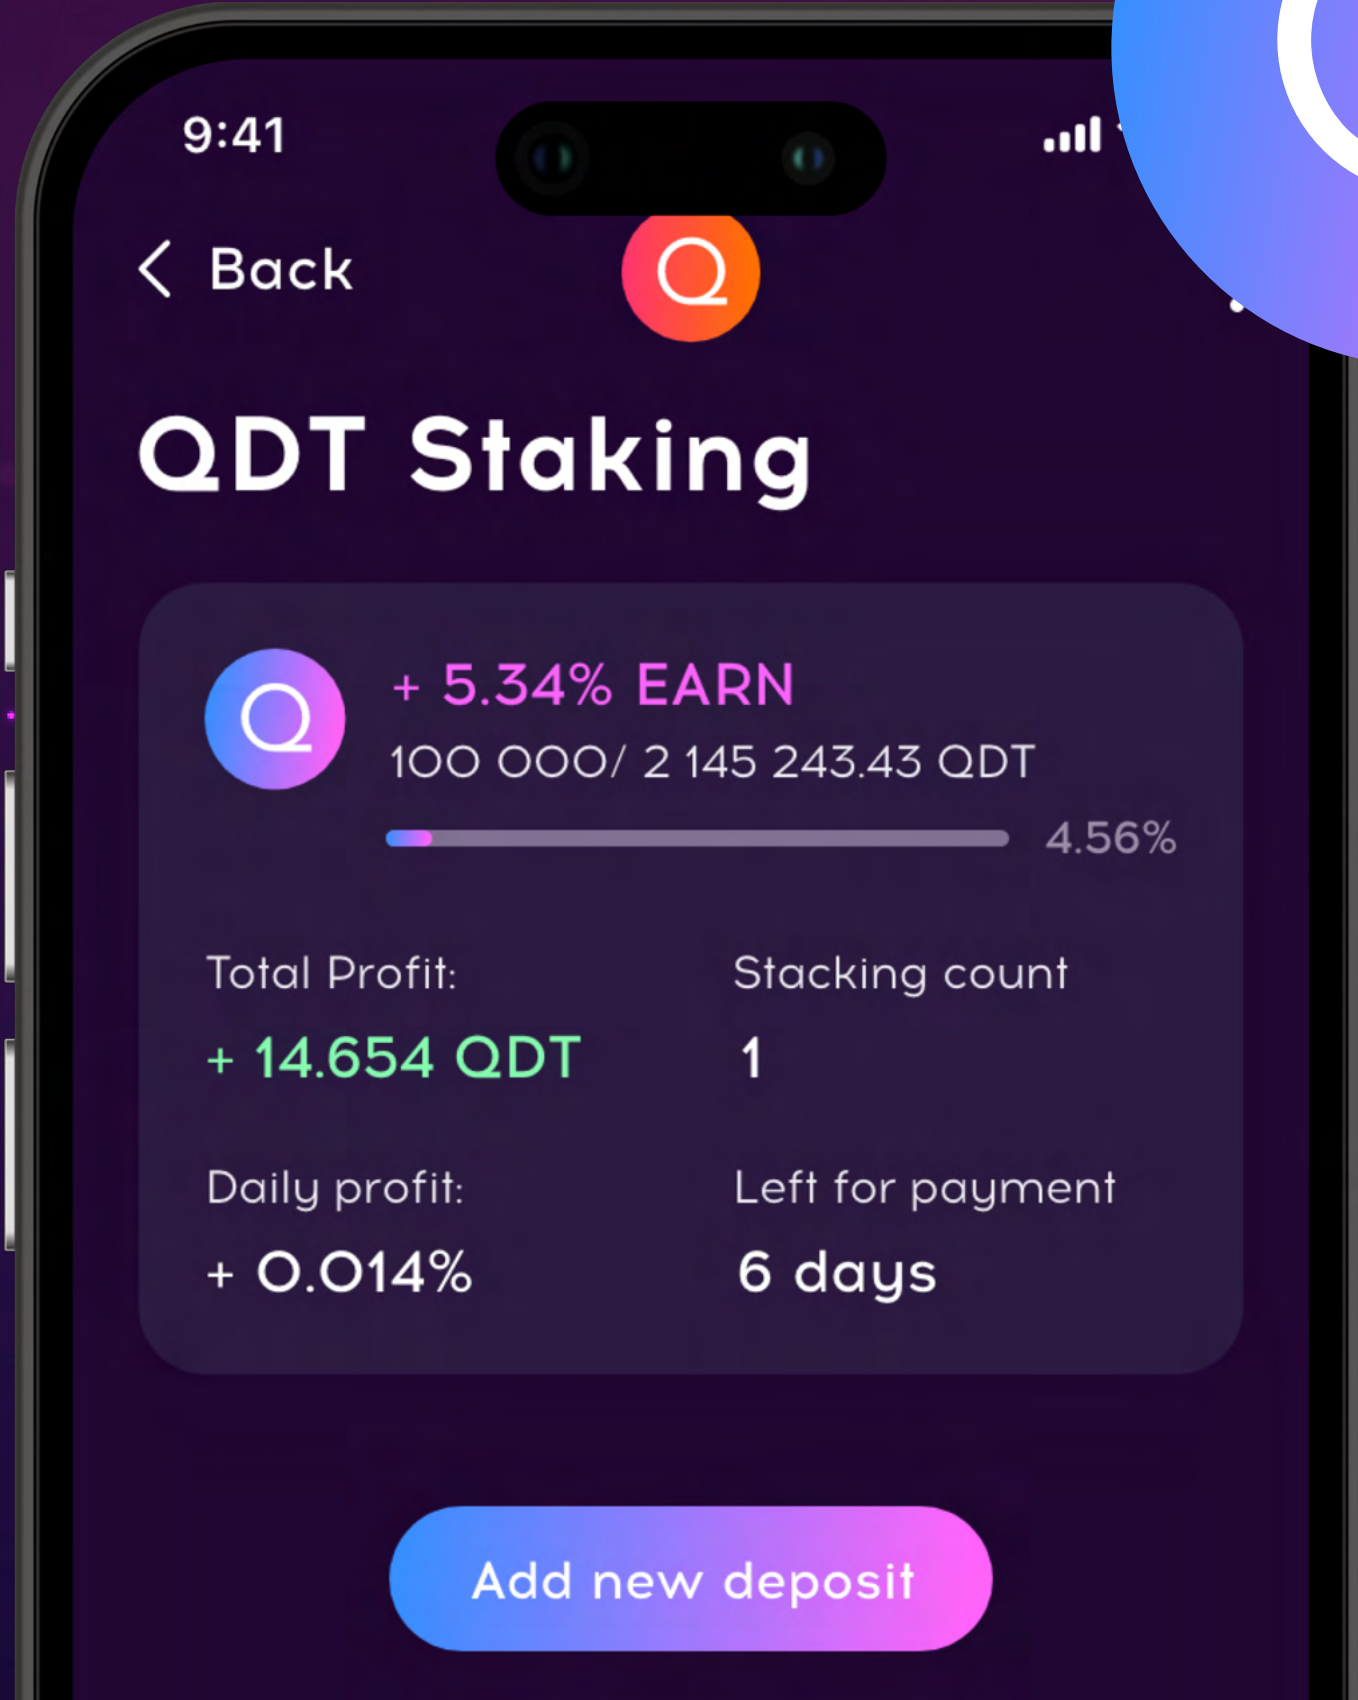 9:41
Back
QDT Staking
+ 5.34% EARN
100 000/ 2 145 243.43 QDT
4.56%
Total Profit:
Stacking count
+ 14.654 QDT
1
Daily profit:
Left for payment
+ 0.014%
6 days
Add new deposit